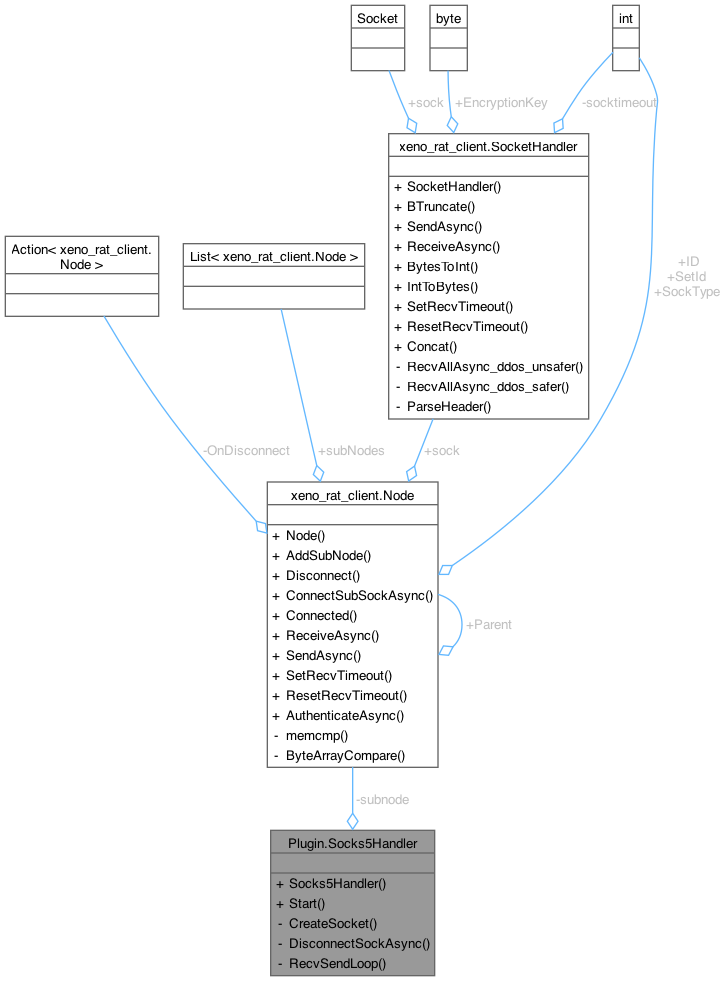 Socket
byte
int
+sock
+EncryptionKey
-socktimeout
xeno_rat_client.SocketHandler
+ SocketHandler()
+ BTruncate()
+ SendAsync()
+ ReceiveAsync()
+ BytesToInt()
+ IntToBytes()
+ SetRecvTimeout()
+ ResetRecvTimeout()
+ Concat()
- RecvAllAsync_ddos_unsafer()
- RecvAllAsync_ddos_safer()
- ParseHeader()
Action< xeno_rat_client.
Node >
List< xeno_rat_client.Node >
+ID
+SetId
+SockType
-OnDisconnect
+subNodes
+sock
xeno_rat_client.Node
+ Node()
+ AddSubNode()
+ Disconnect()
+ ConnectSubSockAsync()
+ Connected()
+ ReceiveAsync()
+ SendAsync()
+ SetRecvTimeout()
+ ResetRecvTimeout()
+ AuthenticateAsync()
- memcmp()
- ByteArrayCompare()
+Parent
-subnode
Plugin.Socks5Handler
+ Socks5Handler()
+ Start()
- CreateSocket()
- DisconnectSockAsync()
- RecvSendLoop()